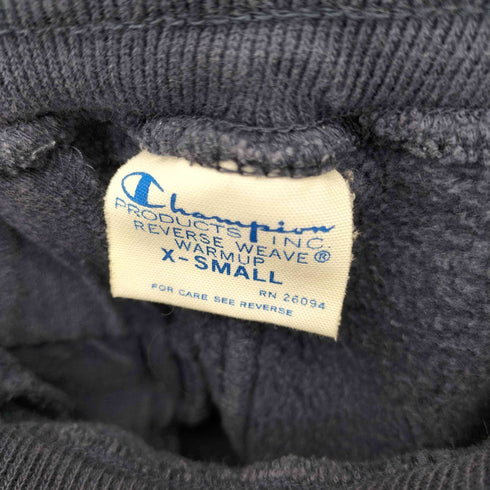 Champion
PRODUCTS INC.
REVERSE WEAVE®
WARMUP
X-SMALL
RN 26094
FOR CARE SEE REVERSE